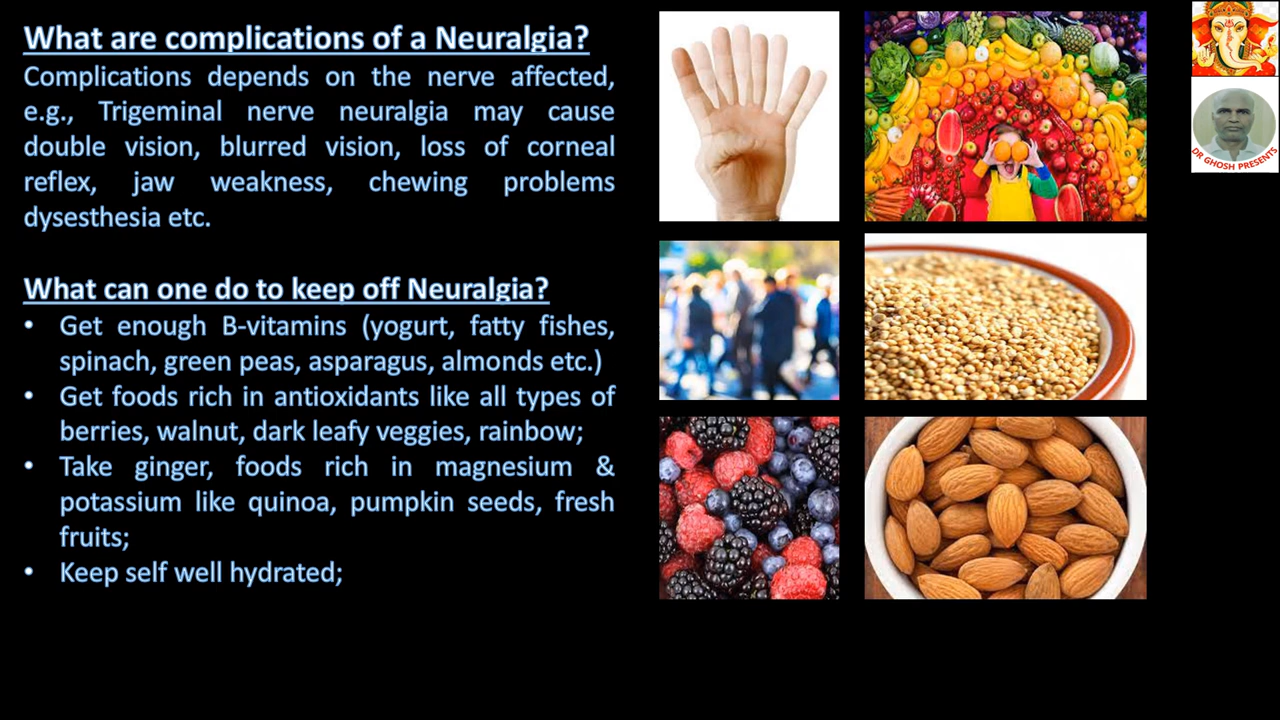 What are complications of a Neuralgia?
Complications depends on the nerve affected,
e.g., Trigeminal nerve neuralgia may cause
double vision, blurred vision, loss of corneal
reflex, jaw weakness, chewing problems
dysesthesia etc.
What can one do to keep off Neuralgia?
• Get enough B-vitamins (yogurt, fatty fishes,
spinach, green peas, asparagus, almonds etc.)
• Get foods rich in antioxidants like all types of
berries, walnut, dark leafy veggies, rainbow;
• Take ginger, foods rich in magnesium &
potassium like quinoa, pumpkin seeds, fresh
fruits;
• Keep self well hydrated;
DR GHOSH PRESENTS